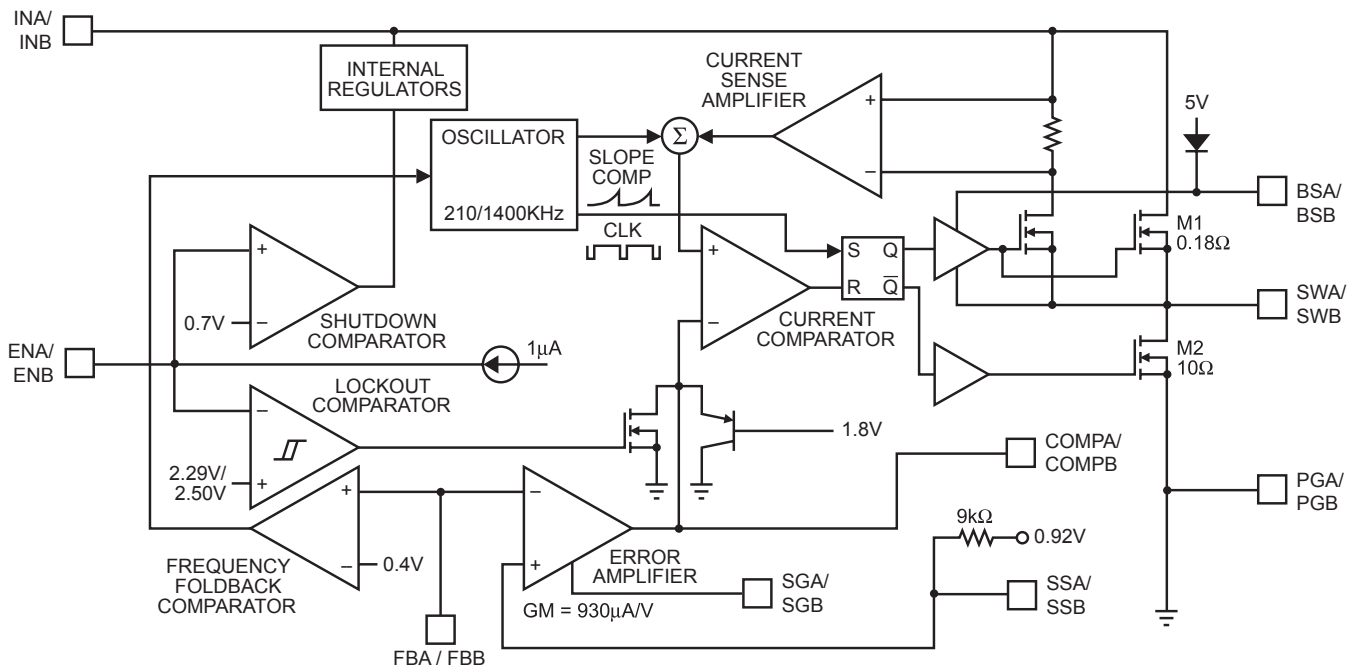 INA/
INB
INTERNAL
REGULATORS
CURRENT
SENSE
AMPLIFIER
+
−
5V
OSCILLATOR
210/1400KHz
Σ
SLOPE
COMP
CLK
BSA/
BSB
M1
0.18Ω
+
−
0.7V
SHUTDOWN
COMPARATOR
+
−
CURRENT
COMPARATOR
S Q
R Q̅
SWA/
SWB
ENA/
ENB
1µA
M2
10Ω
LOCKOUT
COMPARATOR
−
+
2.29V/
2.50V
1.8V
COMPA/
COMPB
+
−
0.4V
FREQUENCY
FOLDBACK
COMPARATOR
−
+
ERROR
AMPLIFIER
GM = 930µA/V
SGA/
SGB
9kΩ
0.92V
PGA/
PGB
SSA/
SSB
FBA / FBB